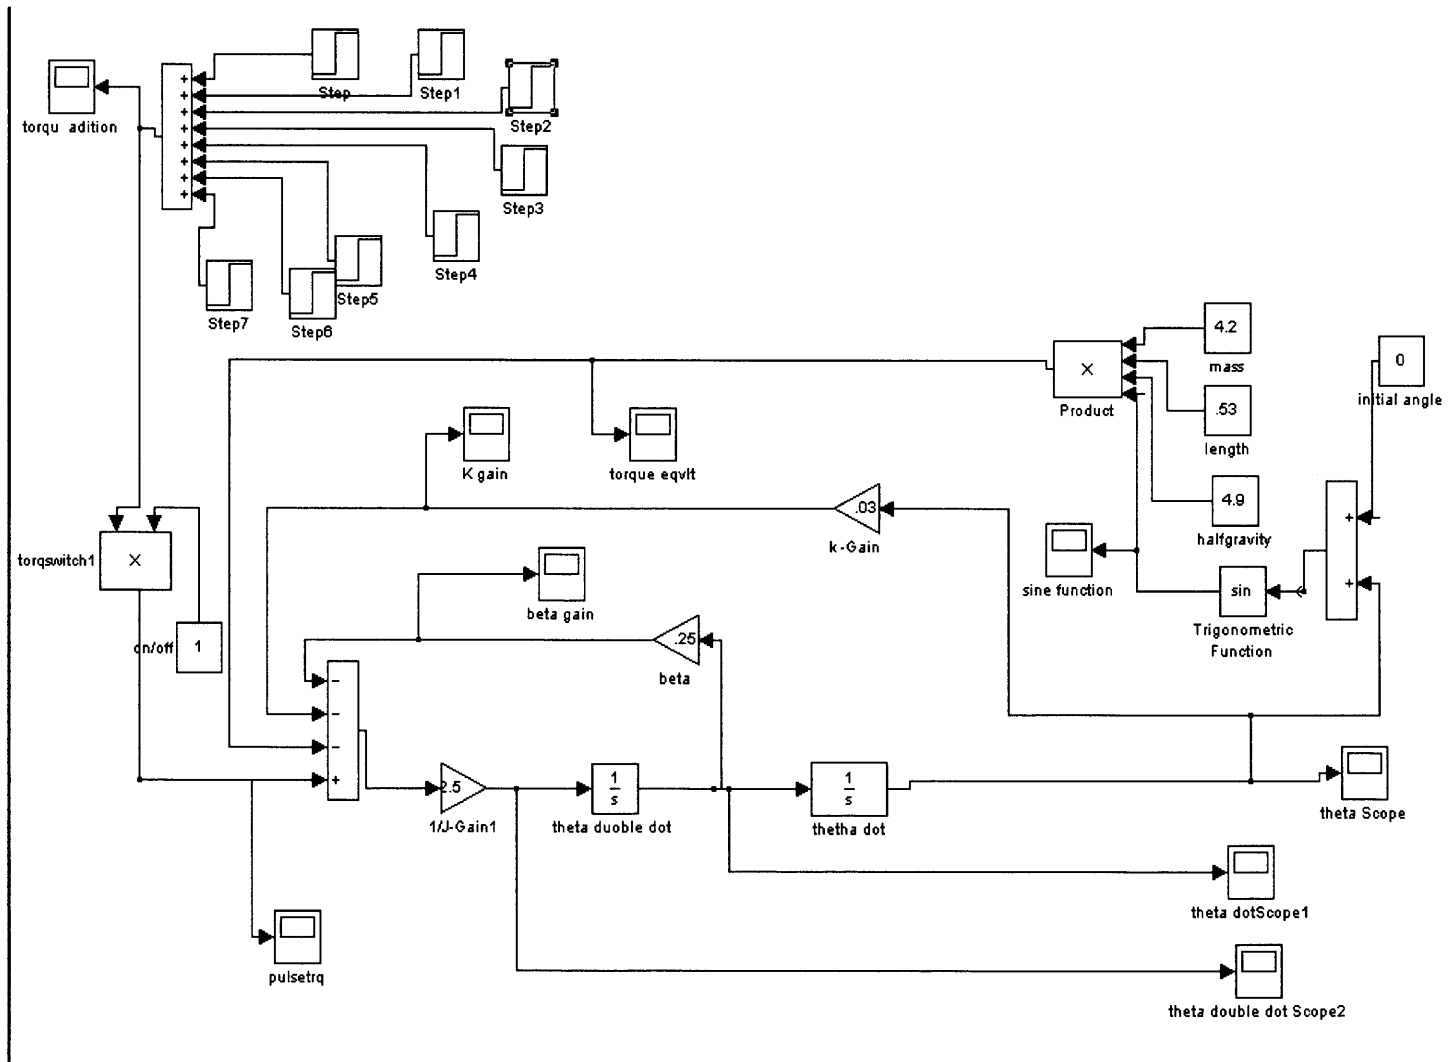 Step
Step1
Step2
Step3
Step4
Step5
Step6
Step7
torqu adition
+
+
+
+
+
+
+
+
4.2
mass
0
initial angle
.53
length
4.9
halfgravity
×
Product
K gain
torque eqvlt
.03
k-Gain
sine function
sin
Trigonometric
Function
+
+
torqswitch1
×
on/off
1
beta gain
.25
beta
−
−
−
+
2.5
1/J-Gain1
1
s
theta duoble dot
1
s
thetha dot
theta Scope
theta dotScope1
pulsetrq
theta double dot Scope2